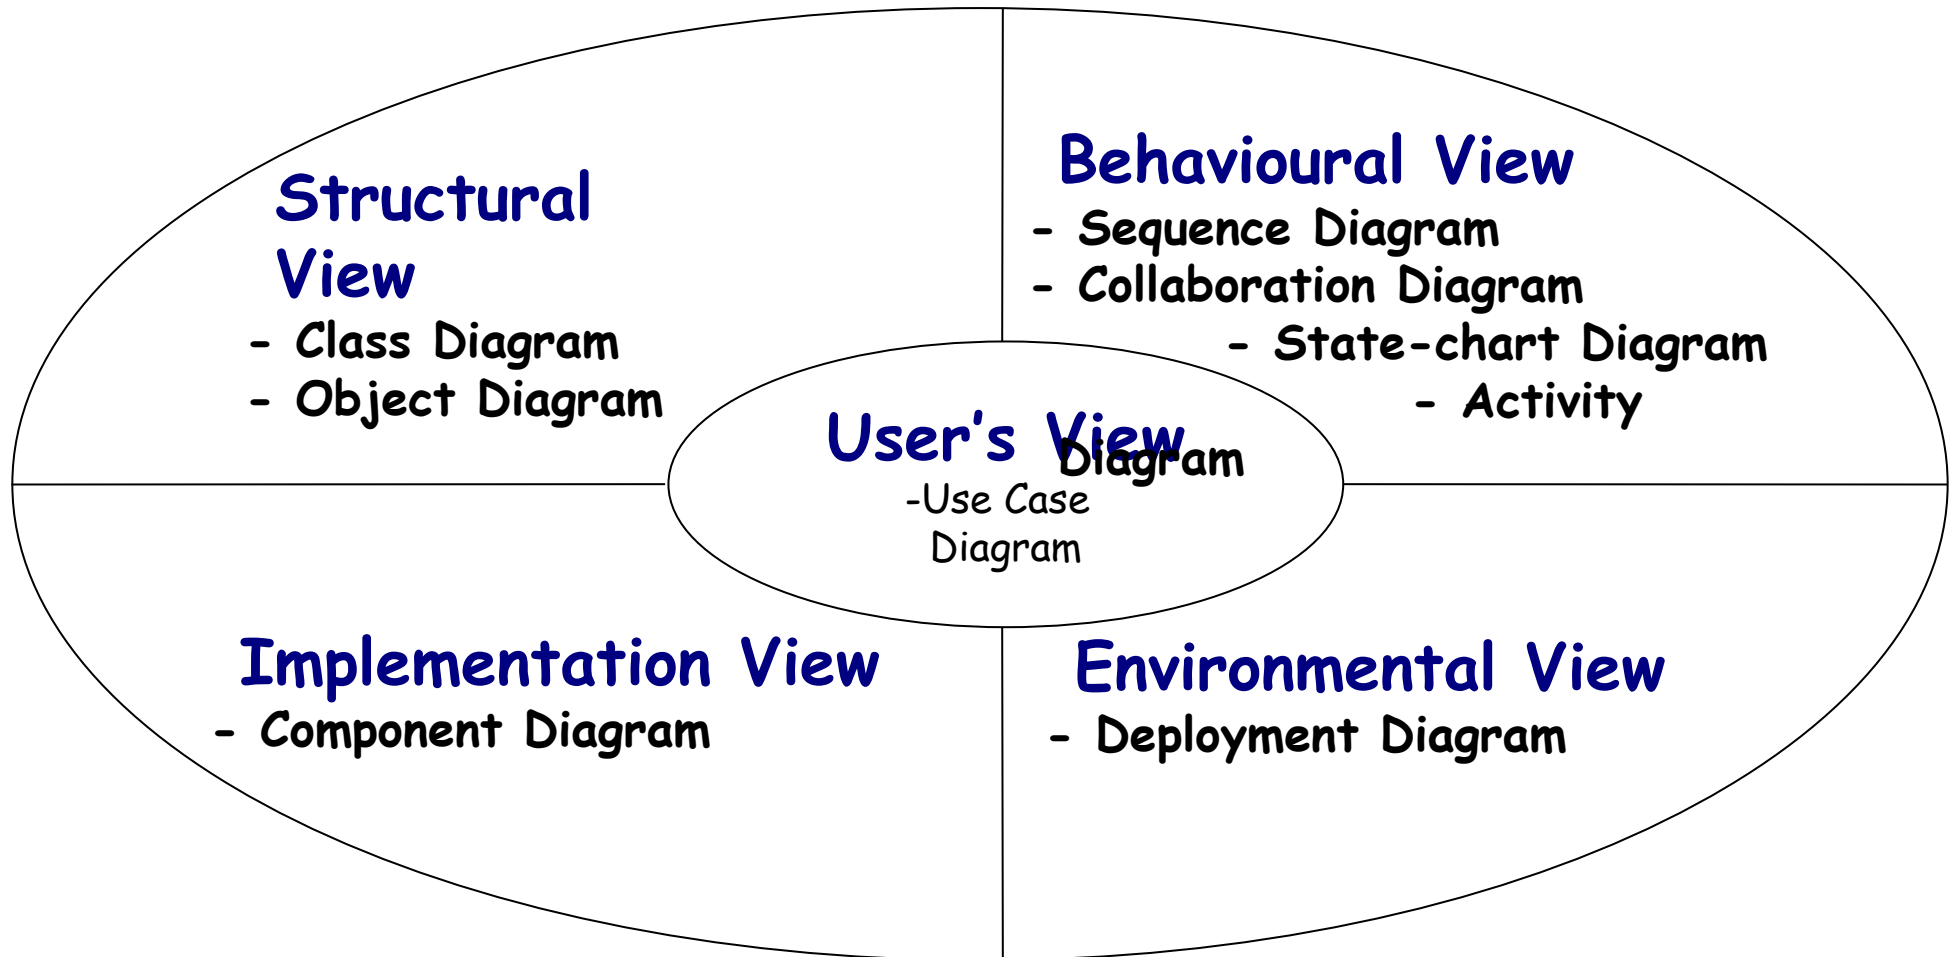 Structural
View
- Class Diagram
- Object Diagram
Behavioural View
- Sequence Diagram
- Collaboration Diagram
- State-chart Diagram
- Activity
Diagram
User’s View
-Use Case
Diagram
Implementation View
- Component Diagram
Environmental View
- Deployment Diagram